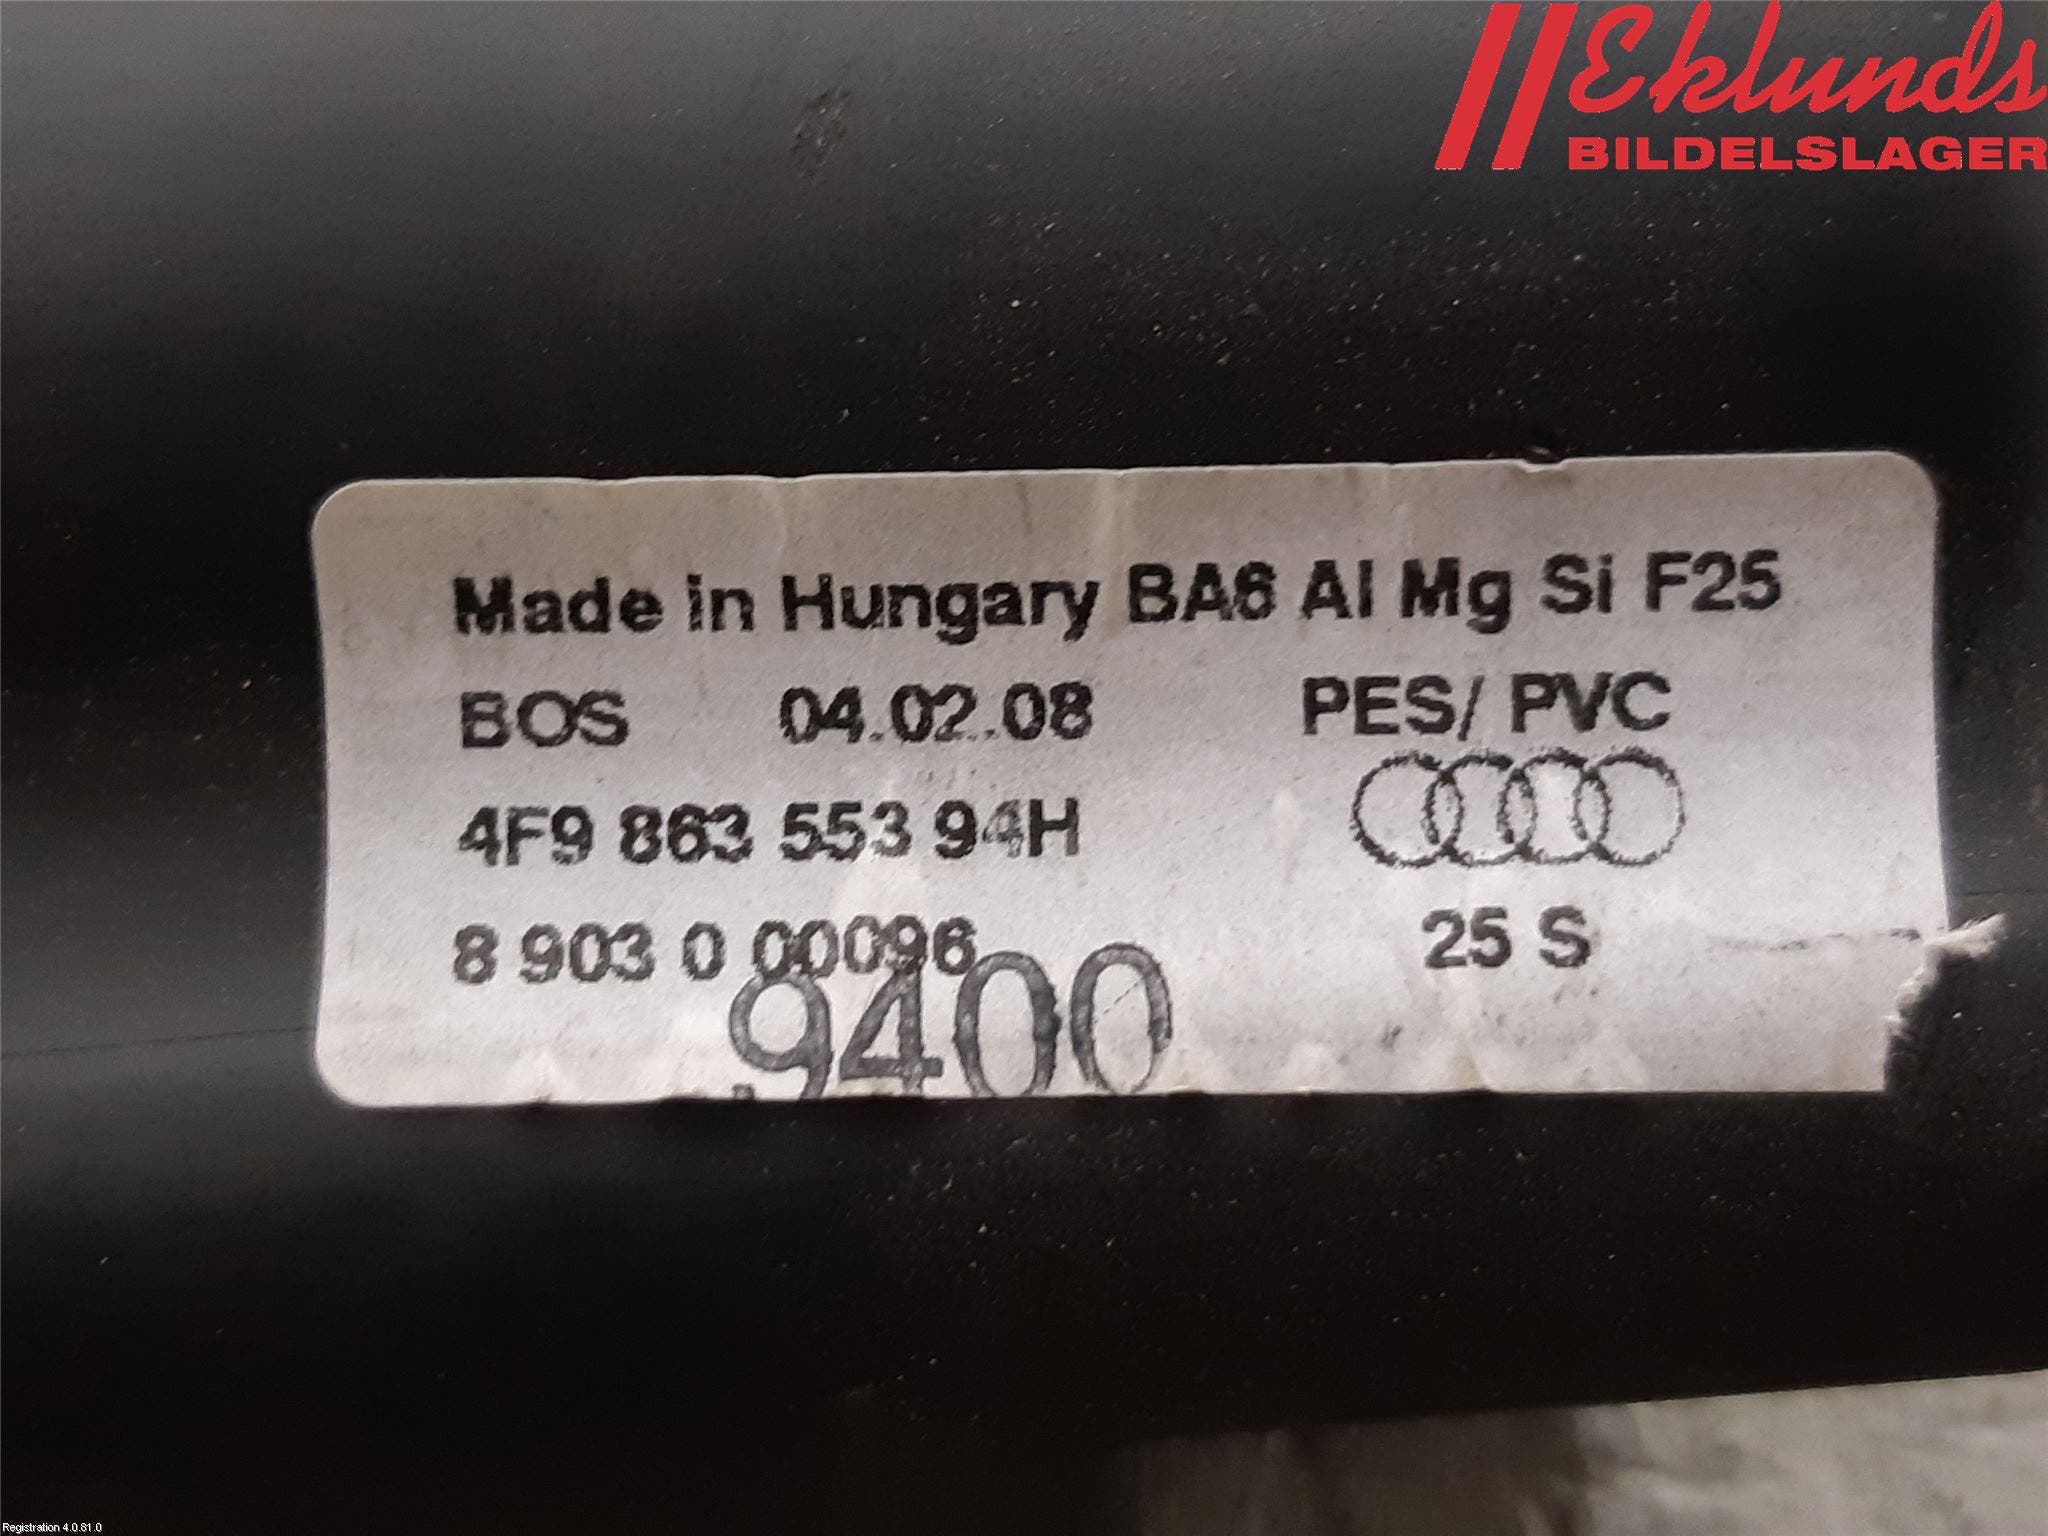 Eklunds
BILDELSLAGER
Made in Hungary BA6 Al Mg Si F25
BOS 04.02.08 PES/ PVC
4F9 863 553 94H
8 903 0 00096 25 S
9400
Registration 4.0.81.0